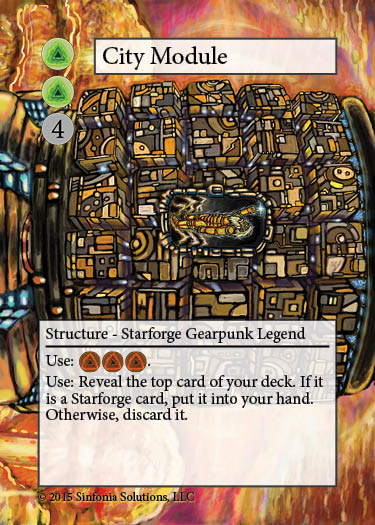 City Module
4
Structure - Starforge Gearpunk Legend
Use: .
Use: Reveal the top card of your deck. If it
is a Starforge card, put it into your hand.
Otherwise, discard it.
© 2015 Sinfonia Solutions, LLC